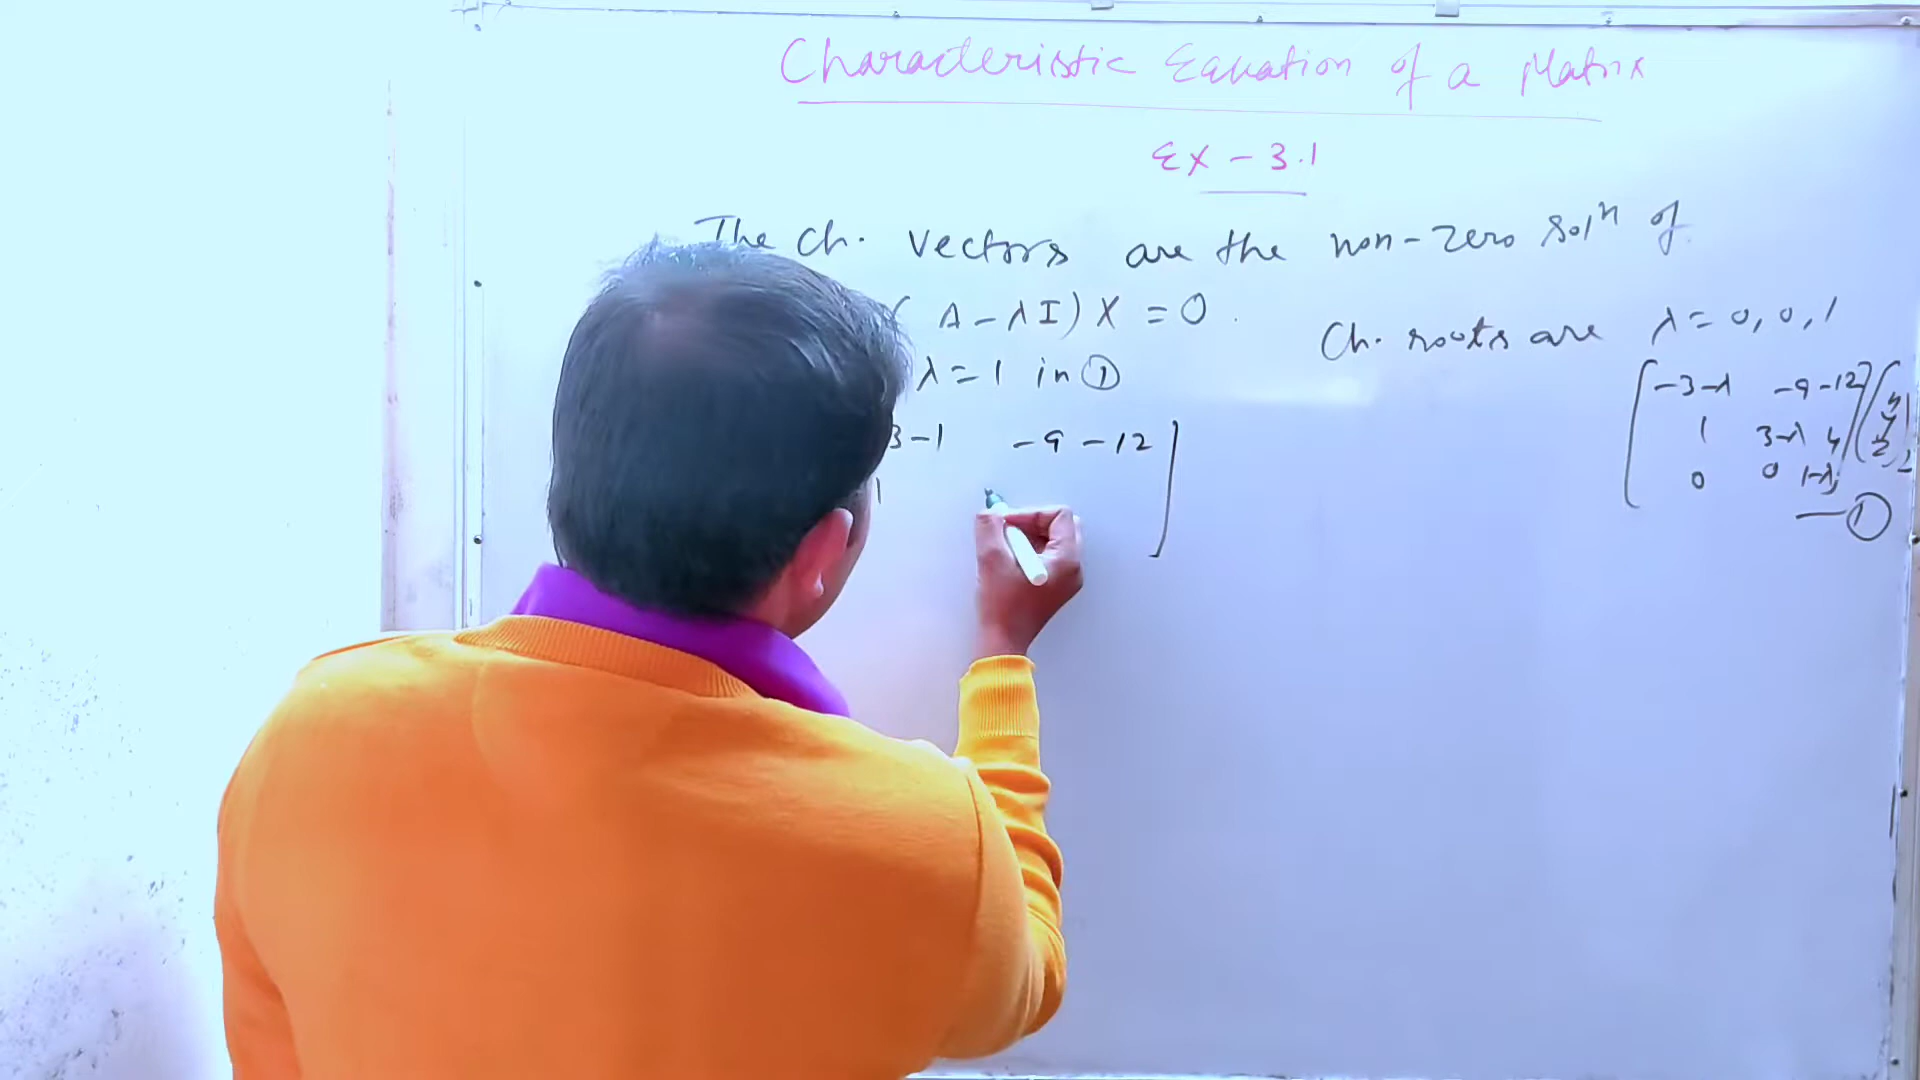 Characteristic Equation of a Matrix
Ex - 3.1
The ch. vectors are the non-zero solⁿ of
(A-λI)X = 0.
Ch. roots are λ = 0, 0, 1
λ=1 in ①
3-1 -9 -12
1
-3-λ -9 -12
1 3-λ 4
0 0 1-λ
— ①